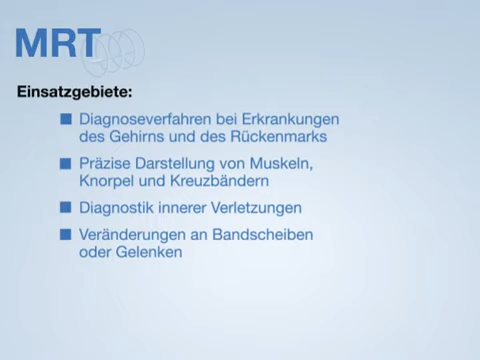 MRT
Einsatzgebiete:
Diagnoseverfahren bei Erkrankungen
des Gehirns und des Rückenmarks
Präzise Darstellung von Muskeln,
Knorpel und Kreuzbändern
Diagnostik innerer Verletzungen
Veränderungen an Bandscheiben
oder Gelenken